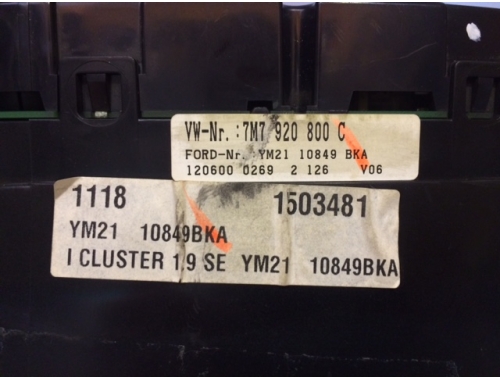 VW-Nr. :7M7 920 800 C
FORD-Nr. :YM21 10849 BKA
120600 0269 2 126 V06
1118 1503481
YM21 10849BKA
I CLUSTER 1.9 SE YM21 10849BKA